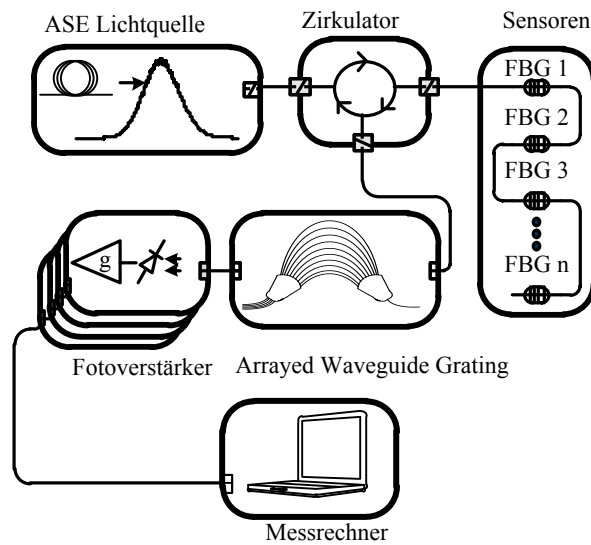 ASE Lichtquelle
Zirkulator
Sensoren
FBG 1
FBG 2
FBG 3
FBG n
g
Fotoverstärker
Arrayed Waveguide Grating
Messrechner